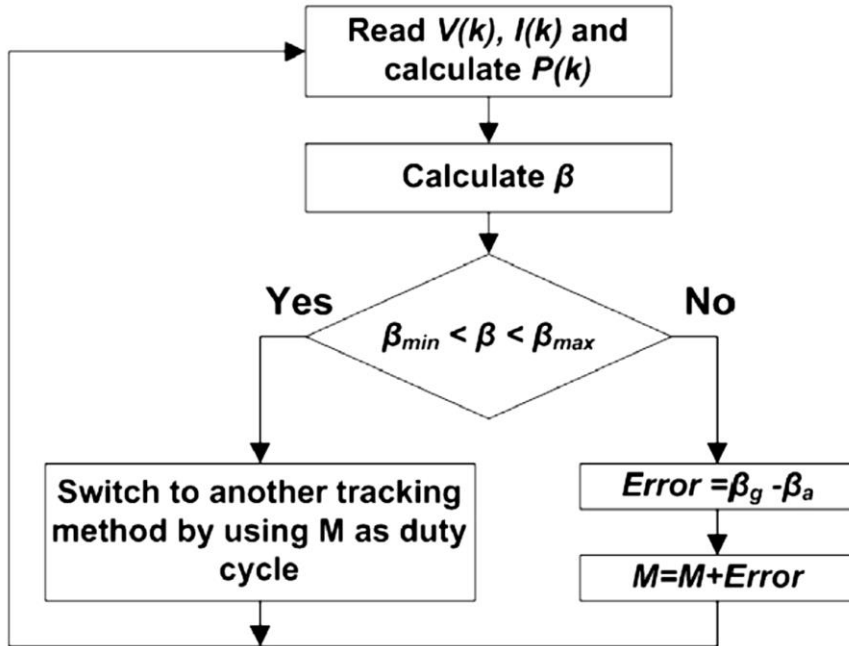 Read V(k), I(k) and
calculate P(k)
Calculate β
Yes
No
βmin < β < βmax
Switch to another tracking
method by using M as duty
cycle
Error =βg -βa
M=M+Error